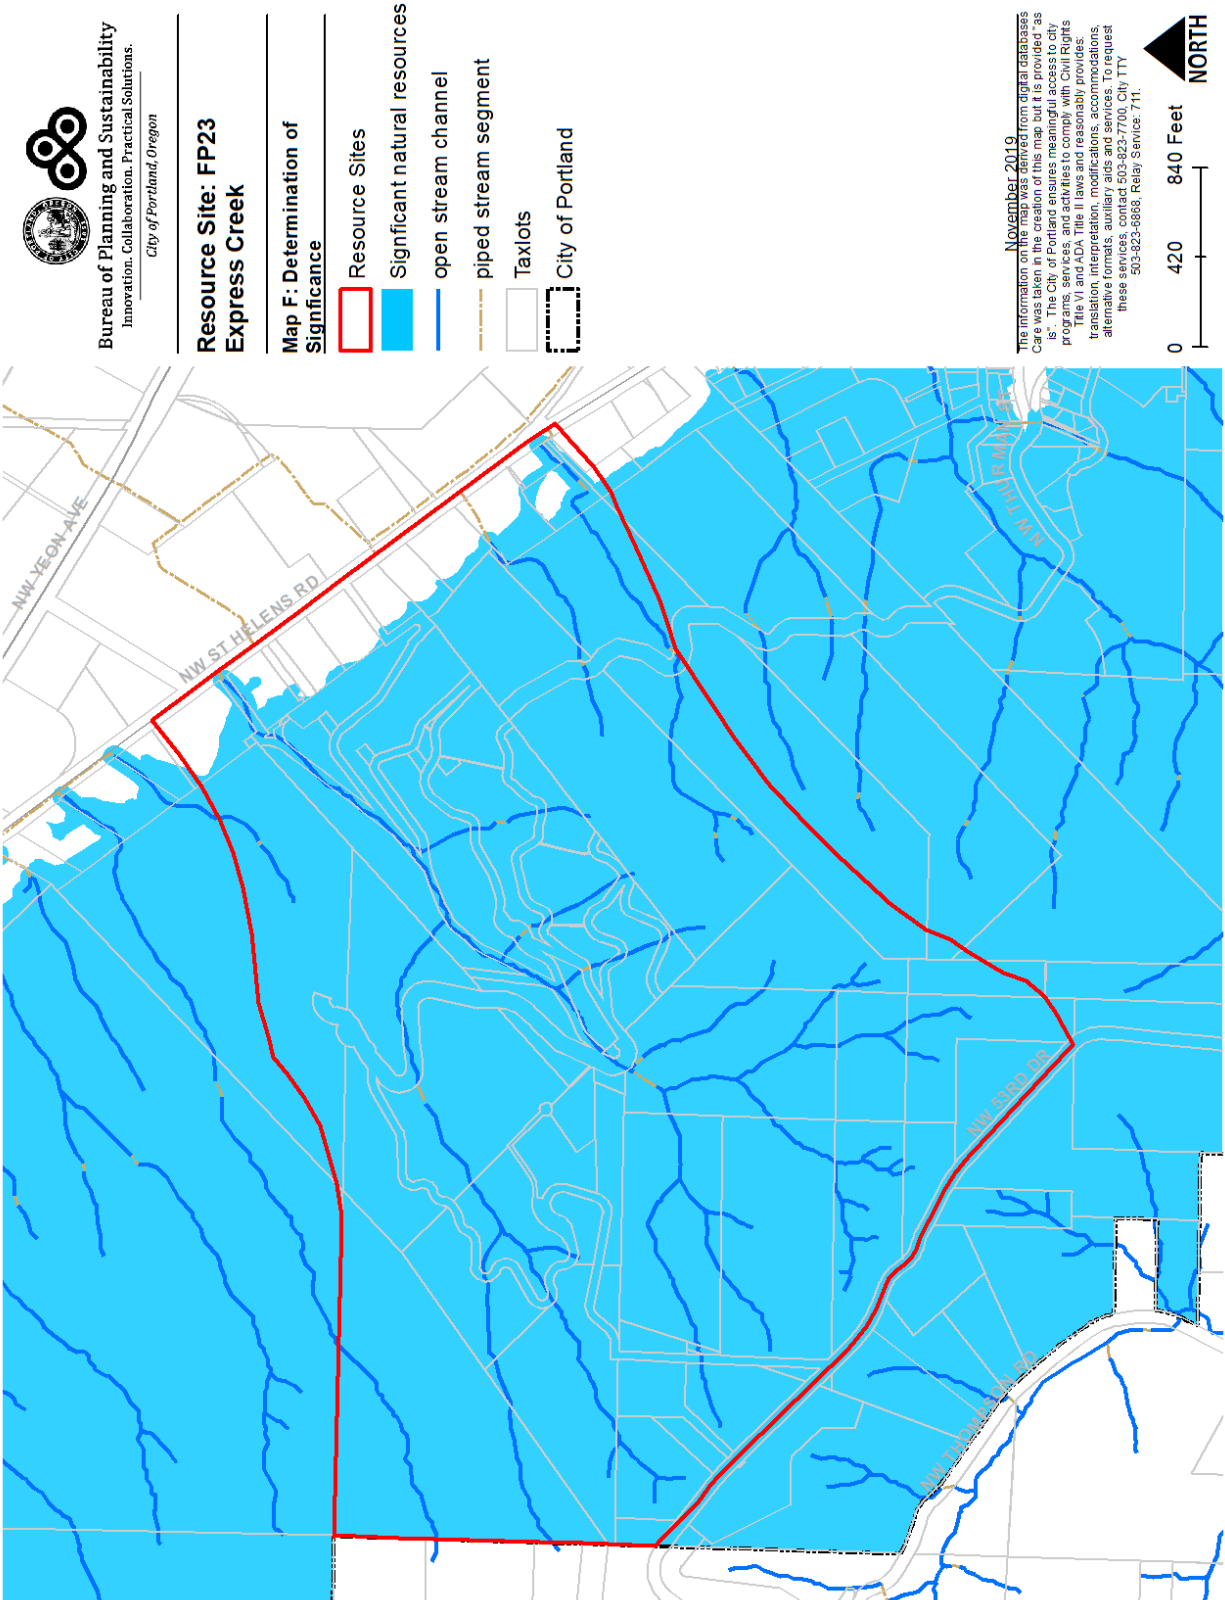 Bureau of Planning and Sustainability
Innovation. Collaboration. Practical Solutions.
City of Portland, Oregon
Resource Site: FP23
Express Creek
Map F: Determination of
Signficance
Resource Sites
Signficant natural resources
open stream channel
piped stream segment
Taxlots
City of Portland
November 2019
The information on the map was derived from digital databases
Care was taken in the creation of this map but it is provided "as
is". The City of Portland ensures meaningful access to city
programs, services, and activities to comply with Civil Rights
Title VI and ADA Title II laws and reasonably provides:
translation, interpretation, modifications, accommodations,
alternative formats, auxiliary aids and services. To request
these services, contact 503-823-7700, City TTY
503-823-6868, Relay Service: 711.
0 420 840 Feet
NORTH
NW YEON AVE
NW ST HELENS RD
NW THURMAN ST
NW 53RD DR
NW THOMPSON RD